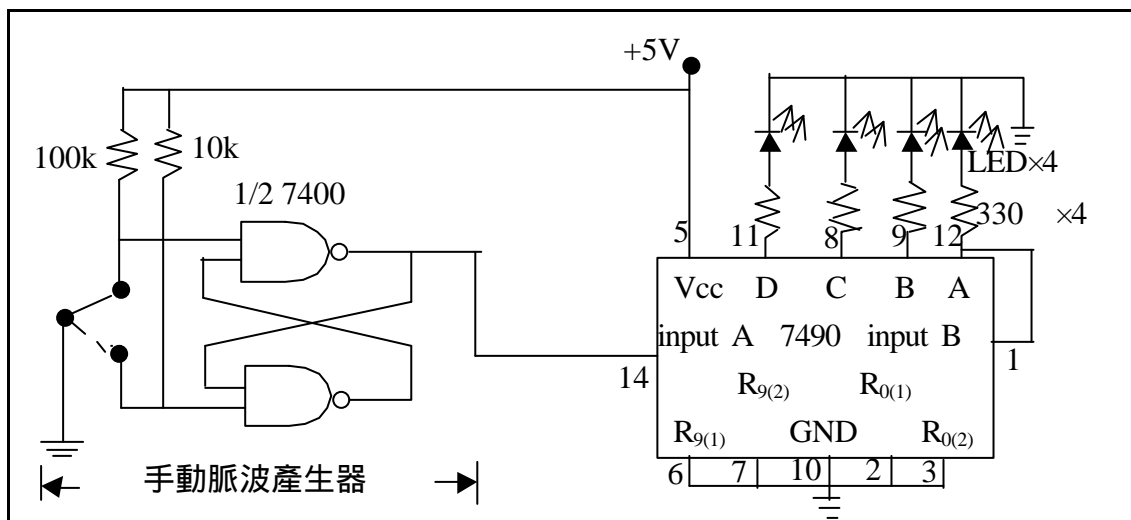 +5V
100k
10k
1/2 7400
LED×4
330 ×4
5
11
8
9
12
Vcc D C B A
input A 7490 input B
14
1
R9(2) R0(1)
R9(1) GND R0(2)
6 7 10 2 3
手動脈波產生器